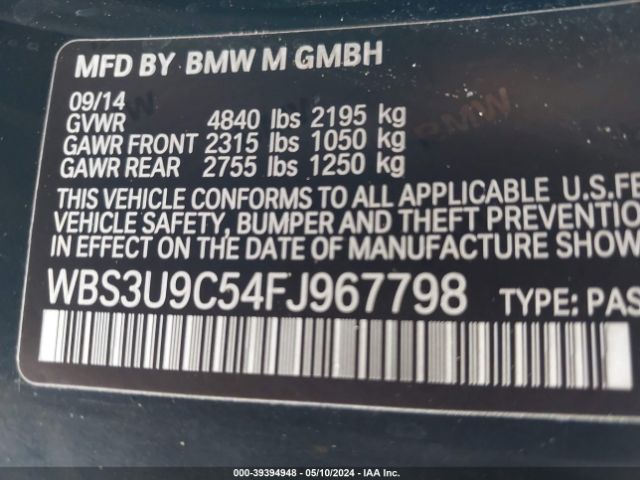 MFD BY BMW M GMBH
09/14
GVWR 4840 lbs 2195 kg
GAWR FRONT 2315 lbs 1050 kg
GAWR REAR 2755 lbs 1250 kg
THIS VEHICLE CONFORMS TO ALL APPLICABLE U.S.FE
VEHICLE SAFETY, BUMPER AND THEFT PREVENTION
IN EFFECT ON THE DATE OF MANUFACTURE SHOWN
WBS3U9C54FJ967798 TYPE: PAS
000-39394948 - 05/10/2024 - IAA Inc.